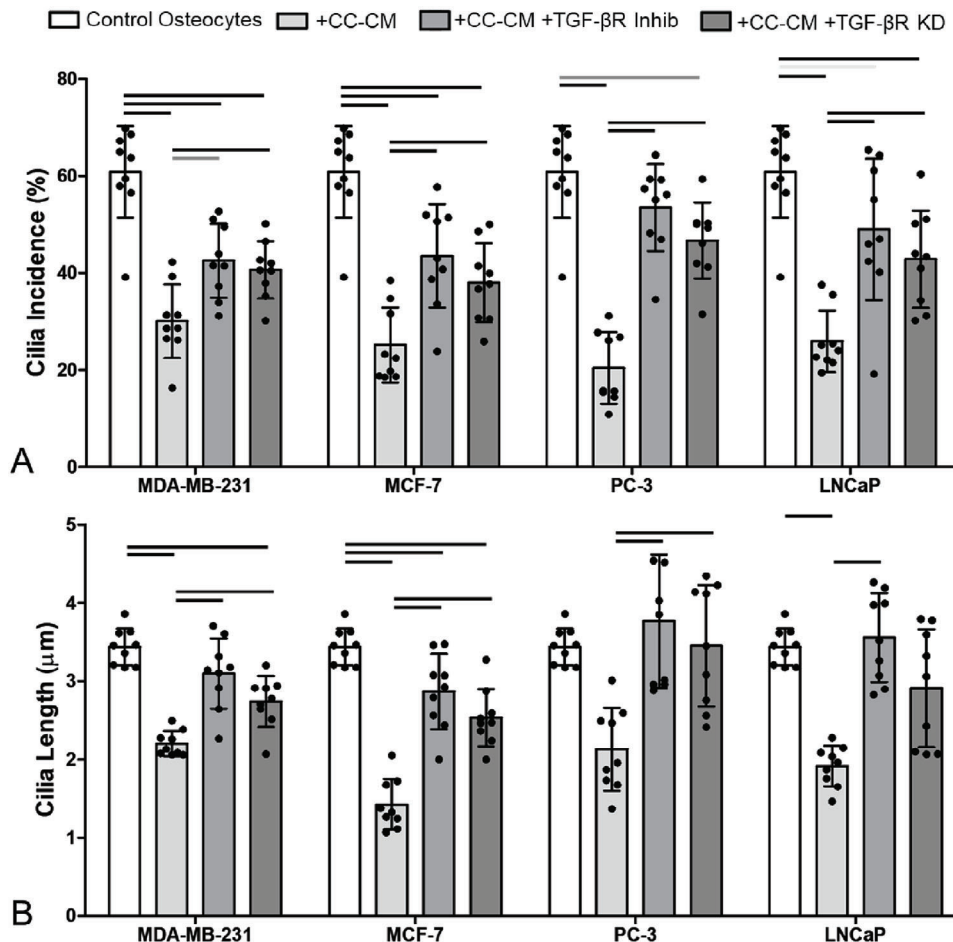 Control Osteocytes +CC-CM +CC-CM +TGF-βR Inhib +CC-CM +TGF-βR KD
A
Cilia Incidence (%)
80
60
40
20
0
MDA-MB-231 MCF-7 PC-3 LNCaP
B
Cilia Length (μm)
5
4
3
2
1
0
MDA-MB-231 MCF-7 PC-3 LNCaP